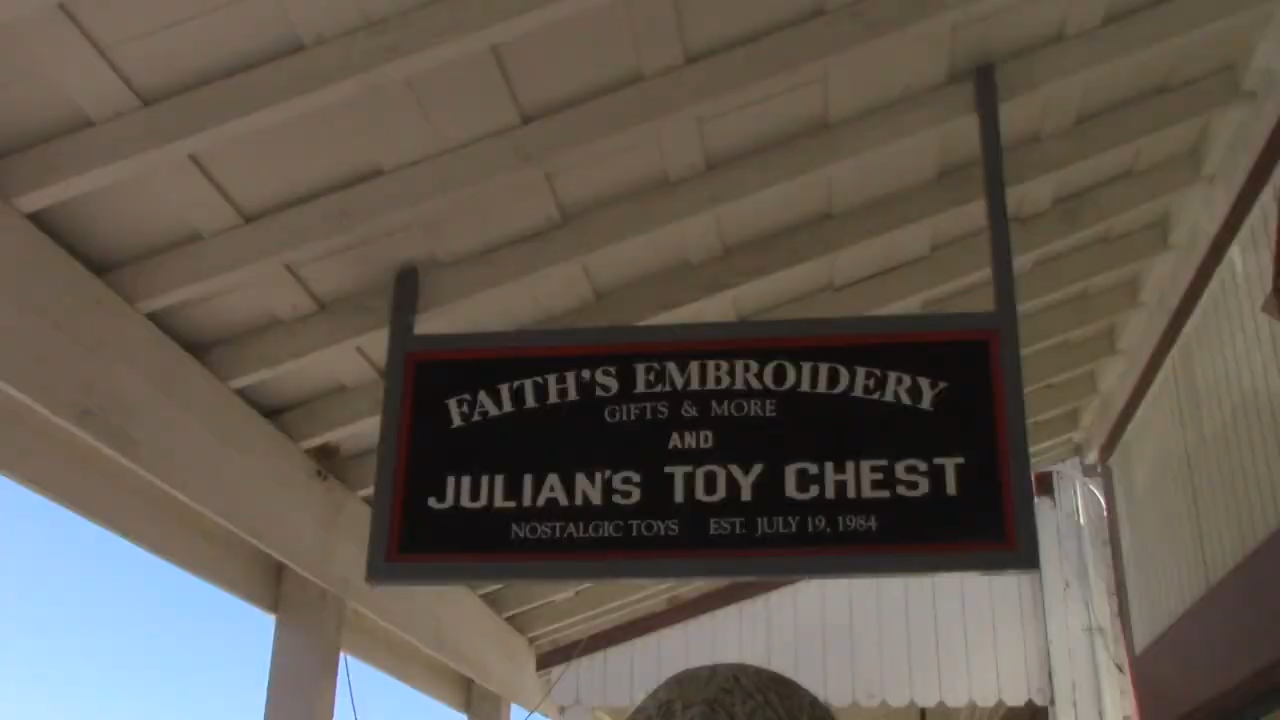 FAITH'S EMBROIDERY
GIFTS & MORE
AND
JULIAN'S TOY CHEST
NOSTALGIC TOYS EST. JULY 19, 1984